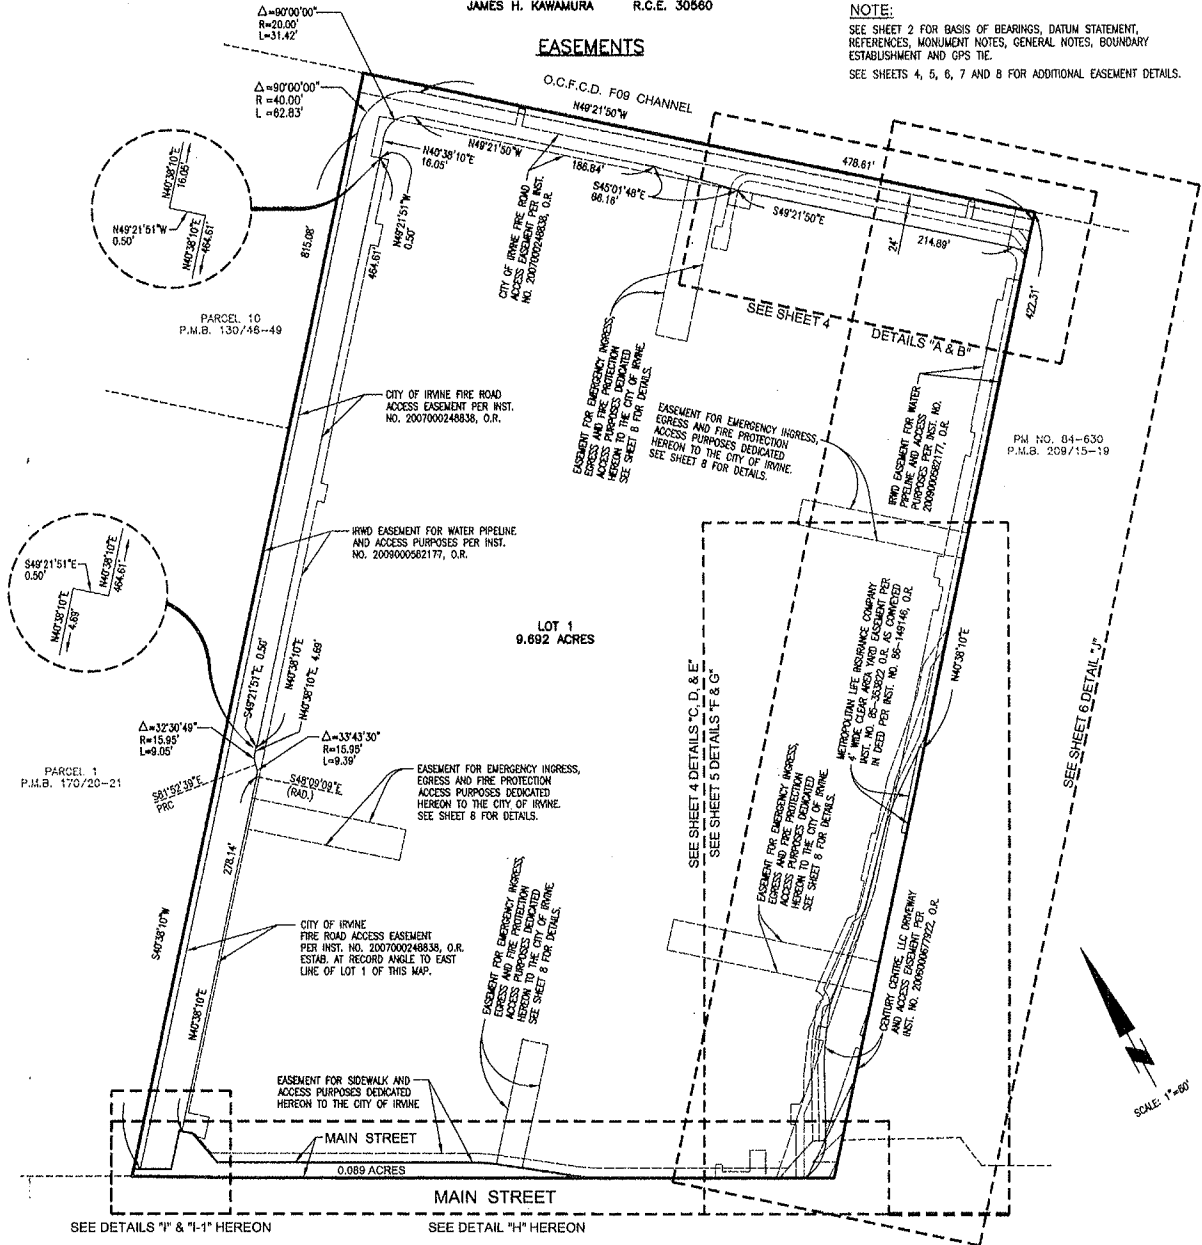 JAMES H. KAWAMURA R.C.E. 30560
EASEMENTS
NOTE:
SEE SHEET 2 FOR BASIS OF BEARINGS, DATUM STATEMENT,
REFERENCES, MONUMENT NOTES, GENERAL NOTES, BOUNDARY
ESTABLISHMENT AND GPS TIE.
SEE SHEETS 4, 5, 6, 7 AND 8 FOR ADDITIONAL EASEMENT DETAILS.
Δ=90°00'00"
R=20.00'
L=31.42'
Δ=90°00'00"
R =40.00'
L =62.83'
O.C.F.C.D. F09 CHANNEL
N49°21'50"W
478.61'
N49°21'50"W
186.84'
N40°38'10"E
16.05'
S45°01'48"E
66.16'
S49°21'50"E
214.89'
24'
N49°21'51"W
0.50'
464.61'
815.08'
422.31'
N40°38'10"E
16.05'
N49°21'51"W
0.50'
N40°38'10"E
464.61'
CITY OF IRVINE FIRE ROAD
ACCESS EASEMENT PER INST.
NO. 2007000248838, O.R.
SEE SHEET 4
DETAILS "A & B"
PARCEL 10
P.M.B. 130/46-49
CITY OF IRVINE FIRE ROAD
ACCESS EASEMENT PER INST.
NO. 2007000248838, O.R.
EASEMENT FOR EMERGENCY INGRESS,
EGRESS AND FIRE PROTECTION
ACCESS PURPOSES DEDICATED
HEREON TO THE CITY OF IRVINE.
SEE SHEET 8 FOR DETAILS.
EASEMENT FOR EMERGENCY INGRESS,
EGRESS AND FIRE PROTECTION
ACCESS PURPOSES DEDICATED
HEREON TO THE CITY OF IRVINE.
SEE SHEET 8 FOR DETAILS.
IRWD EASEMENT FOR WATER
PIPELINE AND ACCESS
PURPOSES PER INST. NO.
2009000582177, O.R.
PM NO. 84-630
P.M.B. 209/15-19
IRWD EASEMENT FOR WATER PIPELINE
AND ACCESS PURPOSES PER INST.
NO. 2009000582177, O.R.
S49°21'51"E
0.50'
N40°38'10"E
464.61'
N40°38'10"E
4.69'
LOT 1
9.692 ACRES
METROPOLITAN LIFE INSURANCE COMPANY
4' WIDE CLEAR AREA YARD EASEMENT PER
INST. NO. 85-353822 O.R. AS CONVEYED
IN DEED PER INST. NO. 86-149146, O.R.
N40°38'10"E
SEE SHEET 6 DETAIL "J"
SEE SHEET 4 DETAILS "C, D, & E"
SEE SHEET 5 DETAILS "F & G"
S49°21'51"E, 0.50'
N40°38'10"E
N40°38'10"E, 4.69'
Δ=32°30'49"
R=15.95'
L=9.05'
Δ=33°43'30"
R=15.95'
L=9.39'
PARCEL 1
P.M.B. 170/20-21
S81°52'39"E
PRC
S48°09'09"E
(RAD.)
EASEMENT FOR EMERGENCY INGRESS,
EGRESS AND FIRE PROTECTION
ACCESS PURPOSES DEDICATED
HEREON TO THE CITY OF IRVINE.
SEE SHEET 8 FOR DETAILS.
EASEMENT FOR EMERGENCY INGRESS,
EGRESS AND FIRE PROTECTION
ACCESS PURPOSES DEDICATED
HEREON TO THE CITY OF IRVINE.
SEE SHEET 8 FOR DETAILS.
278.14'
S40°38'10"W
CITY OF IRVINE
FIRE ROAD ACCESS EASEMENT
PER INST. NO. 2007000248838, O.R.
ESTAB. AT RECORD ANGLE TO EAST
LINE OF LOT 1 OF THIS MAP.
N40°38'10"E
EASEMENT FOR EMERGENCY INGRESS,
EGRESS AND FIRE PROTECTION
ACCESS PURPOSES DEDICATED
HEREON TO THE CITY OF IRVINE
SEE SHEET 8 FOR DETAILS.
CENTURY CENTRE, LLC DRIVEWAY
AND ACCESS EASEMENT PER
INST. NO. 2006000677922, O.R.
SCALE: 1"=60'
EASEMENT FOR SIDEWALK AND
ACCESS PURPOSES DEDICATED
HEREON TO THE CITY OF IRVINE
MAIN STREET
0.089 ACRES
MAIN STREET
SEE DETAILS "I" & "I-1" HEREON
SEE DETAIL "H" HEREON